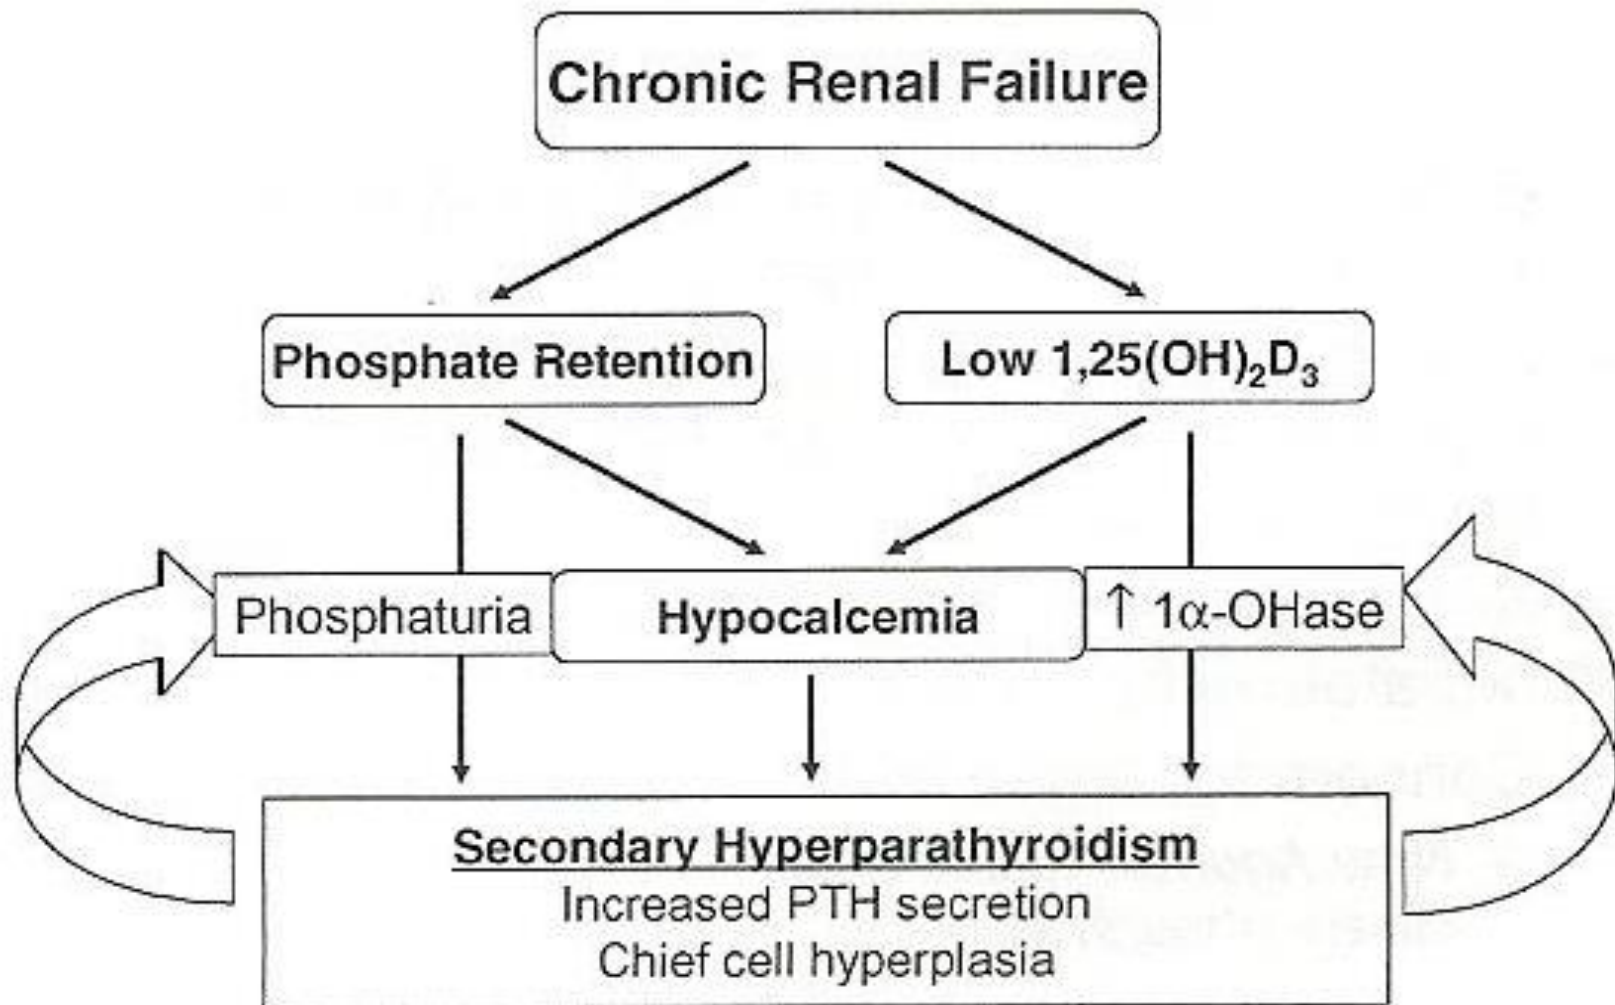 Chronic Renal Failure
Phosphate Retention
Low 1,25(OH)₂D₃
Phosphaturia
Hypocalcemia
↑ 1α-OHase
Secondary Hyperparathyroidism
Increased PTH secretion
Chief cell hyperplasia